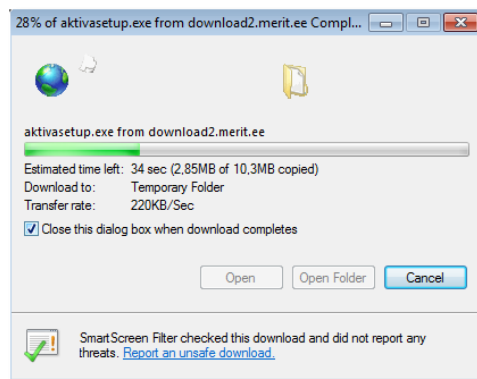 28% of aktivasetup.exe from download2.merit.ee Compl...
aktivasetup.exe from download2.merit.ee
Estimated time left: 34 sec (2,85MB of 10,3MB copied)
Download to: Temporary Folder
Transfer rate: 220KB/Sec
Close this dialog box when download completes
Open Open Folder Cancel
SmartScreen Filter checked this download and did not report any
threats. Report an unsafe download.